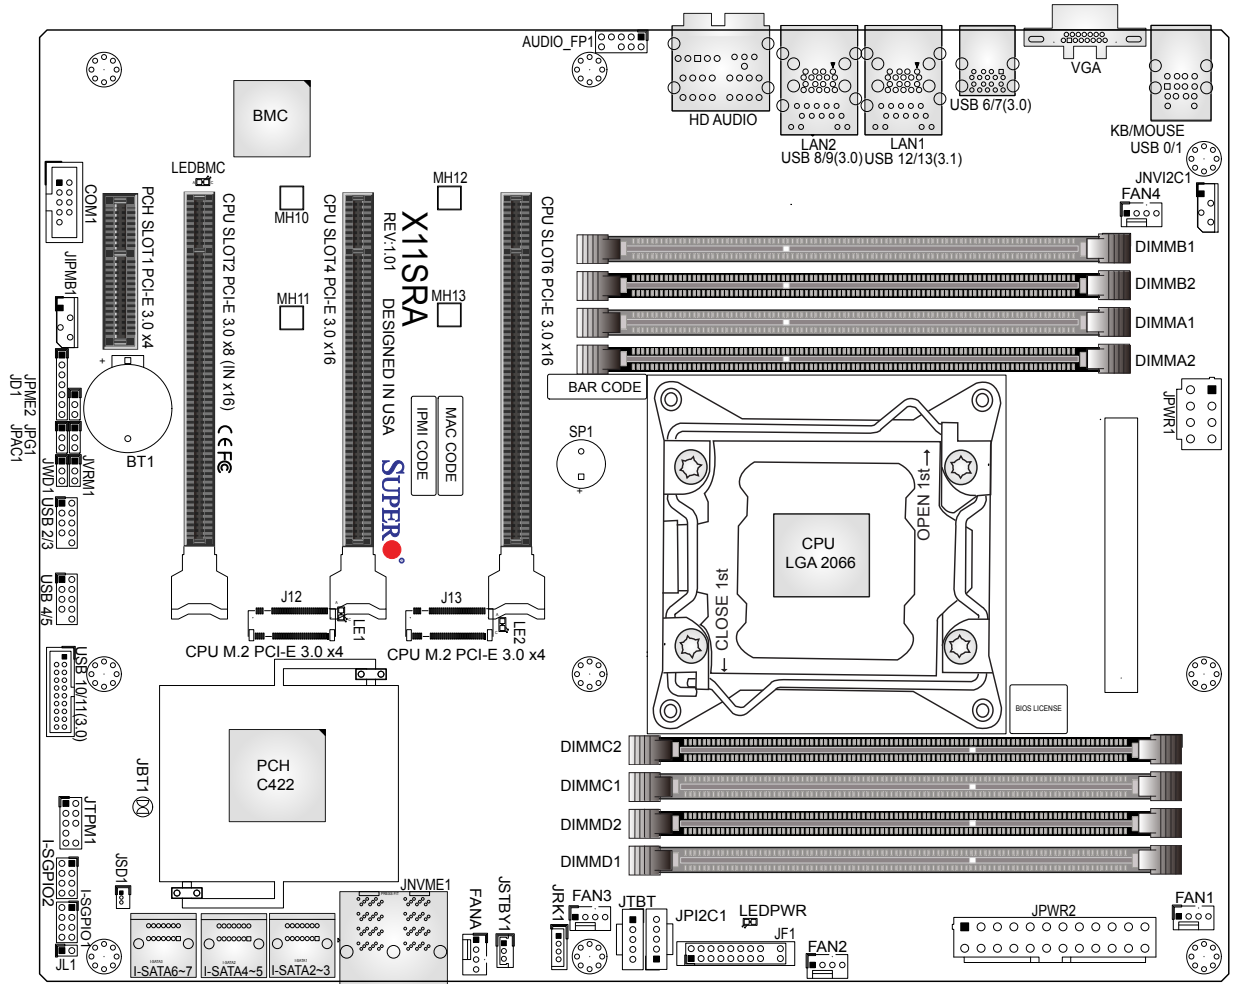 AUDIO_FP1
HD AUDIO
LAN2
USB 8/9(3.0)
LAN1
USB 12/13(3.1)
USB 6/7(3.0)
VGA
KB/MOUSE
USB 0/1
BMC
LEDBMC
COM1
PCH SLOT1 PCI-E 3.0 x4
CPU SLOT2 PCI-E 3.0 x8 (IN x16)
MH10
MH11
CPU SLOT4 PCI-E 3.0 x16
REV:1.01
DESIGNED IN USA
X11SRA
MH12
MH13
CPU SLOT6 PCI-E 3.0 x16
JNVI2C1
FAN4
DIMMB1
DIMMB2
DIMMA1
DIMMA2
JIPMB1
JD1
JPME2
JPAC1
JPG1
JWD1
JVRM1
BT1
+
CE FC
IPMI CODE
MAC CODE
SUPER
BAR CODE
SP1
+
JPWR1
OPEN 1st→
CPU
LGA 2066
←CLOSE 1st
BIOS LICENSE
USB 2/3
USB 4/5
USB 10/11(3.0)
J12
LE1
CPU M.2 PCI-E 3.0 x4
J13
LE2
CPU M.2 PCI-E 3.0 x4
PCH
C422
JBT1
JTPM1
I-SGPIO2
I-SGPIO1
JL1
JSD1
DIMMC2
DIMMC1
DIMMD2
DIMMD1
I-SATA6~7
I-SATA4~5
I-SATA2~3
JNVME1
FANA
JSTBY1
JRK1
FAN3
JTBT
JPI2C1
LEDPWR
JF1
FAN2
JPWR2
FAN1